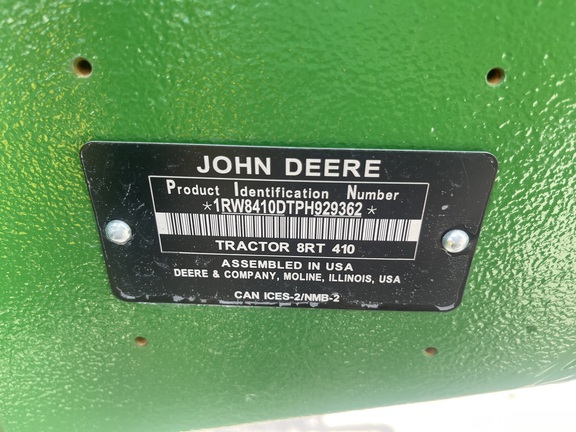 JOHN DEERE
Product Identification Number
*1RW8410DTPH929362*
TRACTOR 8RT 410
ASSEMBLED IN USA
DEERE & COMPANY, MOLINE, ILLINOIS, USA
CAN ICES-2/NMB-2